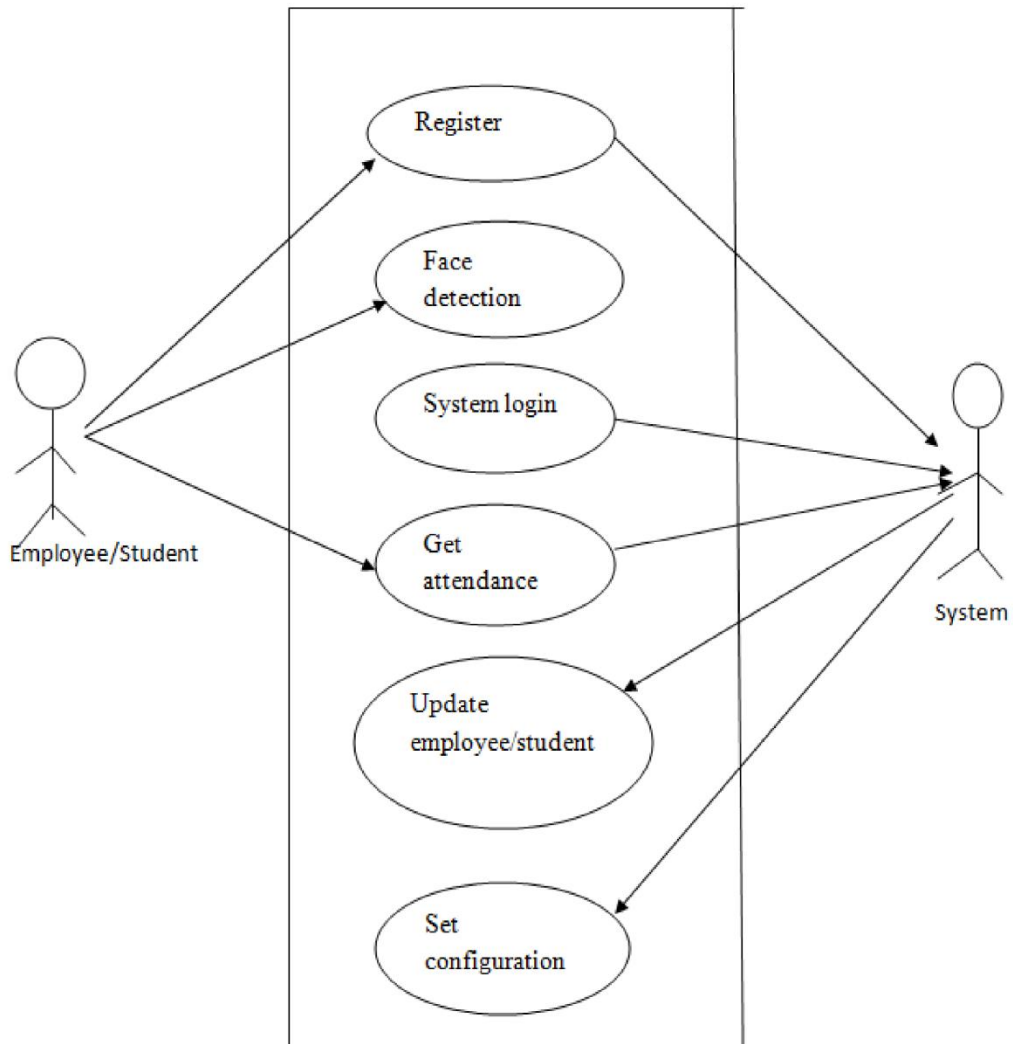 Register
Face
detection
System login
Get
attendance
Employee/Student
System
Update
employee/student
Set
configuration